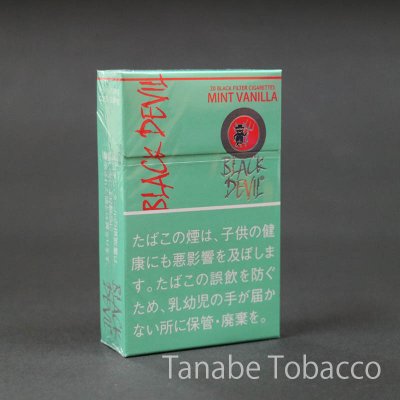 20 BLACK FILTER CIGARETTES
MINT VANILLA
BLACK DEVIL
BLACK
DEVIL
たばこの煙は、子供の健
康にも悪影響を及ぼしま
す。たばこの誤飲を防ぐ
ため、乳幼児の手が届か
ない所に保管・廃棄を。
BLACK
DEVIL
Tanabe Tobacco